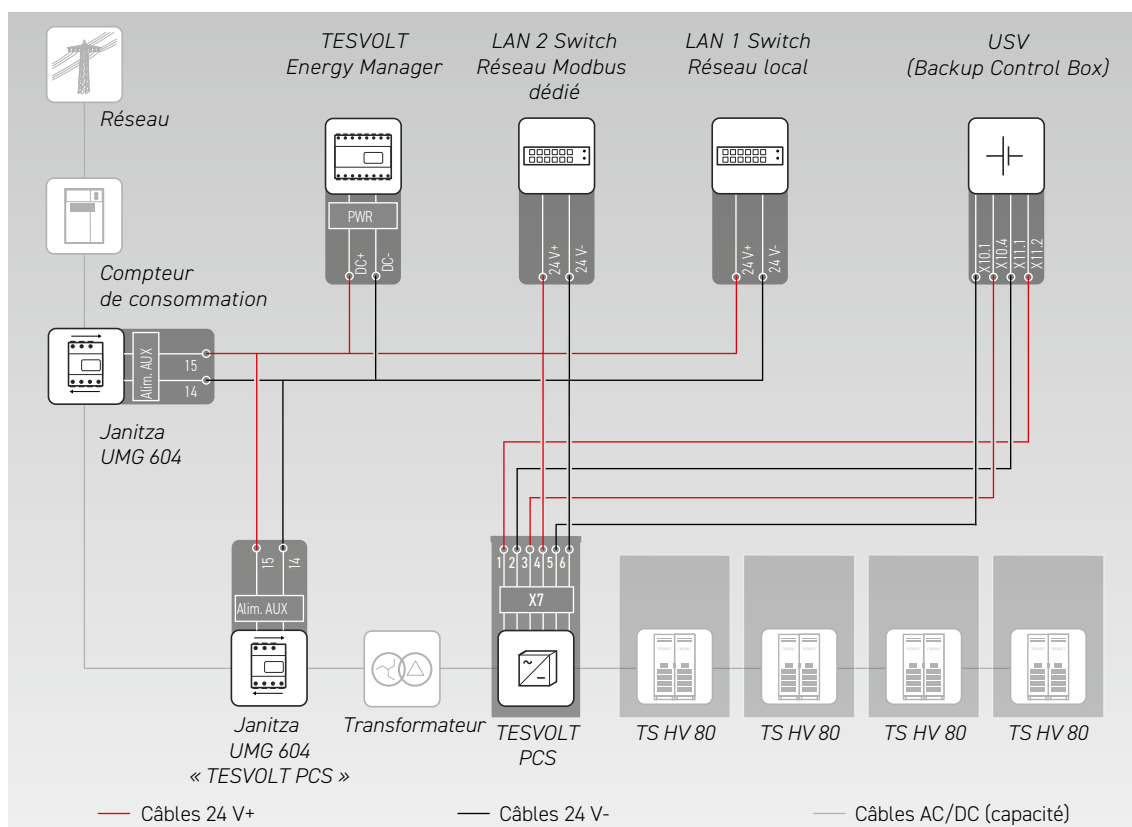 TESVOLT
Energy Manager
LAN 2 Switch
Réseau Modbus
dédié
LAN 1 Switch
Réseau local
USV
(Backup Control Box)
Réseau
PWR
DC+
DC-
24 V+
24 V-
24 V+
24 V-
X10.1
X10.4
X11.1
X11.2
Compteur
de consommation
Alim. AUX
15
14
Janitza
UMG 604
15
14
Alim. AUX
1 2 3 4 5 6
X7
Janitza
UMG 604
« TESVOLT PCS »
Transformateur
TESVOLT
PCS
TS HV 80
TS HV 80
TS HV 80
TS HV 80
Câbles 24 V+
Câbles 24 V-
Câbles AC/DC (capacité)